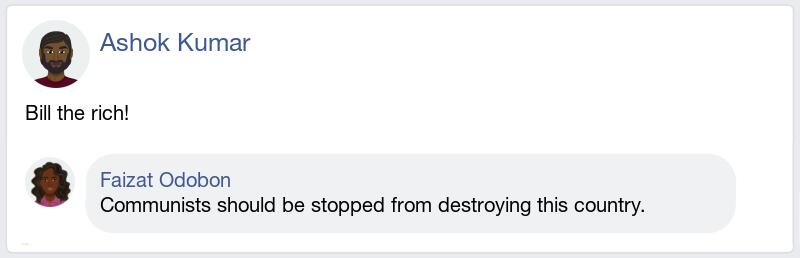 Ashok Kumar
Bill the rich!
Faizat Odobon
Communists should be stopped from destroying this country.